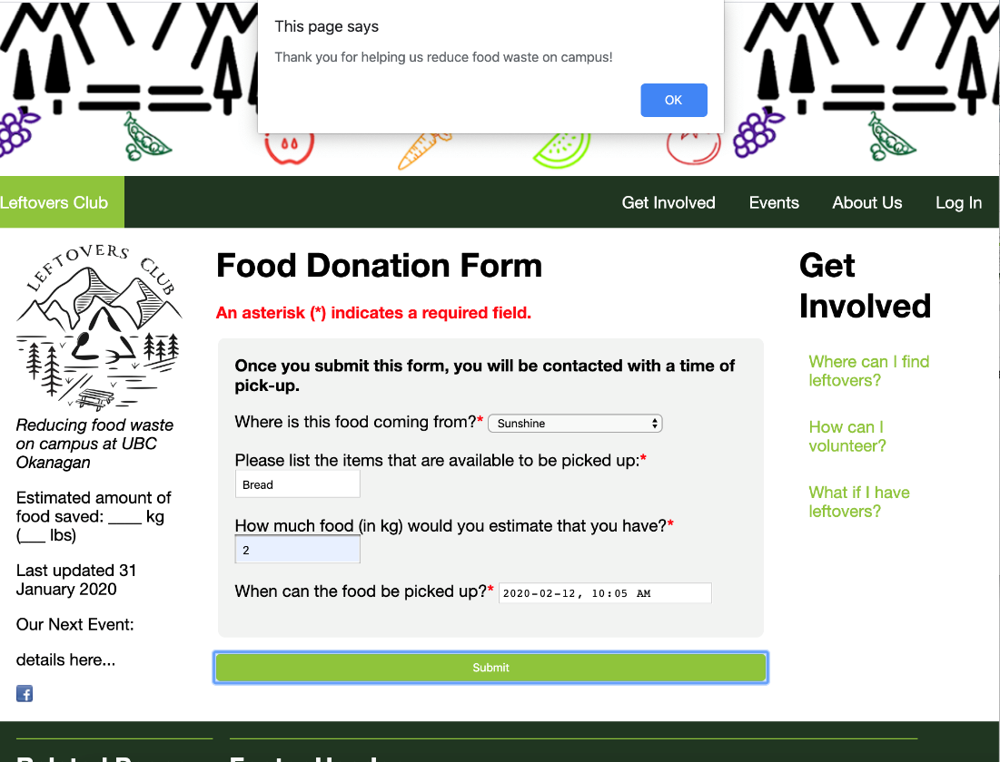 This page says
Thank you for helping us reduce food waste on campus!
OK
Leftovers Club
Get Involved
Events
About Us
Log In
LEFTOVERS CLUB
Reducing food waste
on campus at UBC
Okanagan
Estimated amount of
food saved: ____ kg
(___ lbs)
Last updated 31
January 2020
Our Next Event:
details here...
f
Food Donation Form
An asterisk (*) indicates a required field.
Once you submit this form, you will be contacted with a time of
pick-up.
Where is this food coming from?* Sunshine
Please list the items that are available to be picked up:*
Bread
How much food (in kg) would you estimate that you have?*
2
When can the food be picked up?* 2020-02-12, 10:05 AM
Submit
Get
Involved
Where can I find
leftovers?
How can I
volunteer?
What if I have
leftovers?